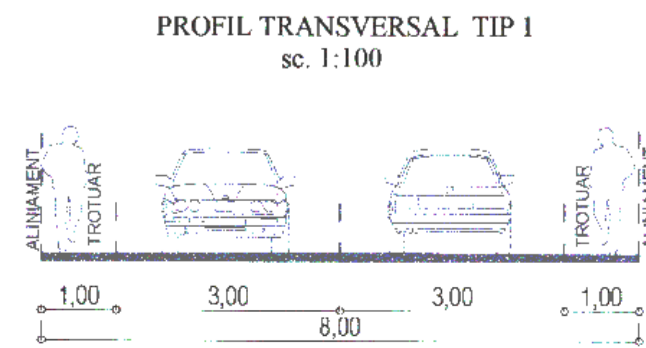 PROFIL TRANSVERSAL TIP 1
sc. 1:100
ALINIAMENT
TROTUAR
TROTUAR
ALINIAMENT
1,00 3,00 3,00 1,00
8,00